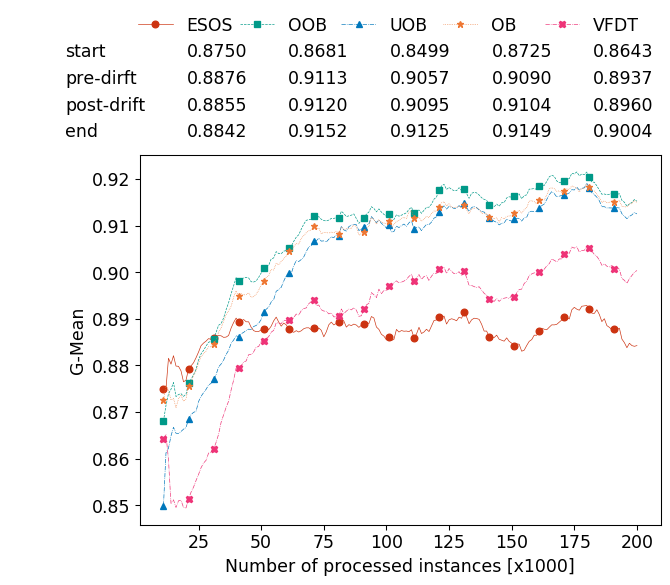 ESOS OOB UOB OB VFDT
start 0.8750 0.8681 0.8499 0.8725 0.8643
pre-dirft 0.8876 0.9113 0.9057 0.9090 0.8937
post-drift 0.8855 0.9120 0.9095 0.9104 0.8960
end 0.8842 0.9152 0.9125 0.9149 0.9004
0.92
0.91
0.90
0.89
0.88
0.87
0.86
0.85
G-Mean
25 50 75 100 125 150 175 200
Number of processed instances [x1000]